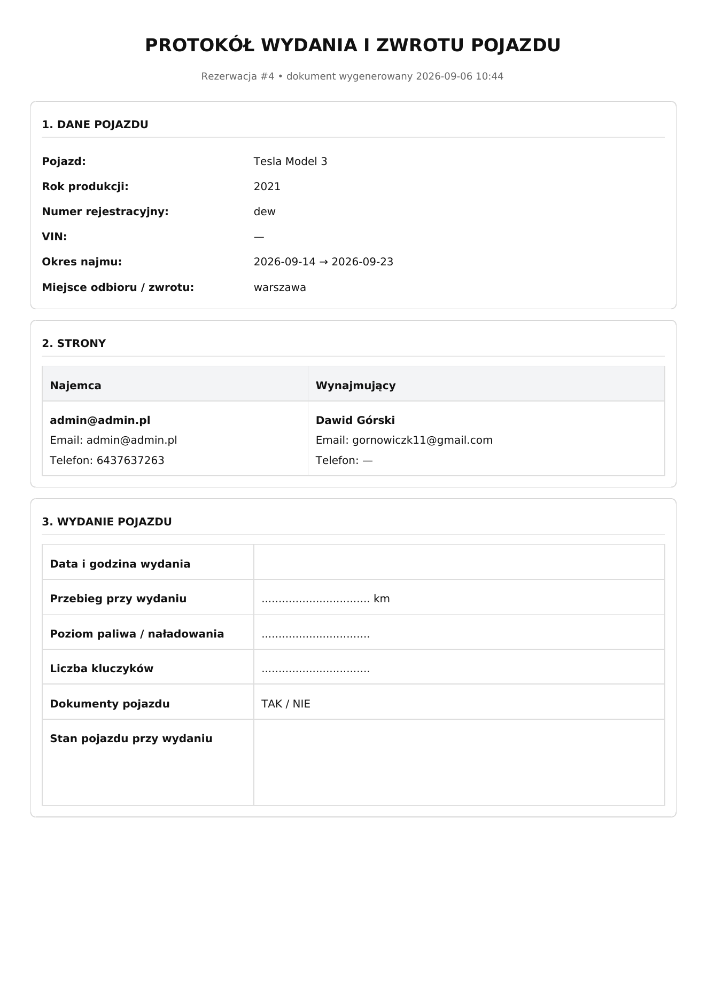 PROTOKÓŁ WYDANIA I ZWROTU POJAZDU
Rezerwacja #4 • dokument wygenerowany 2026-09-06 10:44
1. DANE POJAZDU
Pojazd: Tesla Model 3
Rok produkcji: 2021
Numer rejestracyjny: dew
VIN: —
Okres najmu: 2026-09-14 → 2026-09-23
Miejsce odbioru / zwrotu: warszawa
2. STRONY
Najemca Wynajmujący
admin@admin.pl Dawid Górski
Email: admin@admin.pl Email: gornowiczk11@gmail.com
Telefon: 6437637263 Telefon: —
3. WYDANIE POJAZDU
Data i godzina wydania
Przebieg przy wydaniu ................................ km
Poziom paliwa / naładowania ................................
Liczba kluczyków ................................
Dokumenty pojazdu TAK / NIE
Stan pojazdu przy wydaniu